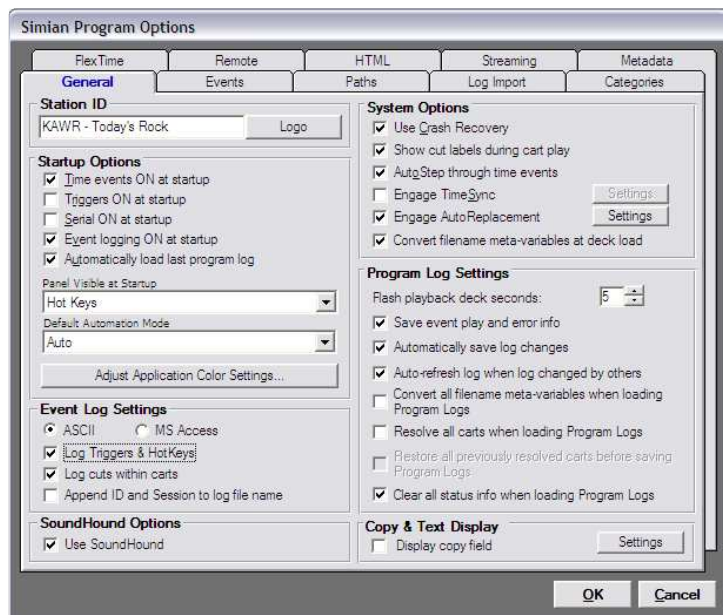 Simian Program Options
FlexTime
Remote
HTML
Streaming
Metadata
General
Events
Paths
Log Import
Categories
Station ID
KAWR - Today's Rock
Logo
Startup Options
Time events ON at startup
Triggers ON at startup
Serial ON at startup
Event logging ON at startup
Automatically load last program log
Panel Visible at Startup
Hot Keys
Default Automation Mode
Auto
Adjust Application Color Settings...
Event Log Settings
ASCII
MS Access
Log Triggers & HotKeys
Log cuts within carts
Append ID and Session to log file name
SoundHound Options
Use SoundHound
System Options
Use Crash Recovery
Show cut labels during cart play
AutoStep through time events
Engage TimeSync
Settings
Engage AutoReplacement
Settings
Convert filename meta-variables at deck load
Program Log Settings
Flash playback deck seconds:
5
Save event play and error info
Automatically save log changes
Auto-refresh log when log changed by others
Convert all filename meta-variables when loading
Program Logs
Resolve all carts when loading Program Logs
Restore all previously resolved carts before saving
Program Logs
Clear all status info when loading Program Logs
Copy & Text Display
Display copy field
Settings
OK
Cancel